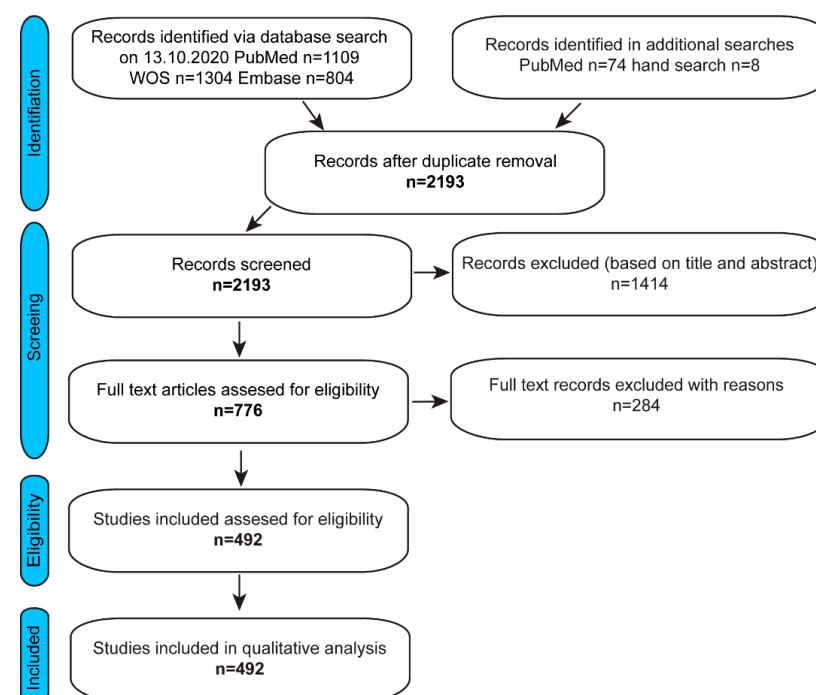 Identifiation
Records identified via database search
on 13.10.2020 PubMed n=1109
WOS n=1304 Embase n=804
Records identified in additional searches
PubMed n=74 hand search n=8
Records after duplicate removal
n=2193
Screeing
Records screened
n=2193
Records excluded (based on title and abstract)
n=1414
Full text articles assesed for eligibility
n=776
Full text records excluded with reasons
n=284
Eligibility
Studies included assesed for eligibility
n=492
Included
Studies included in qualitative analysis
n=492